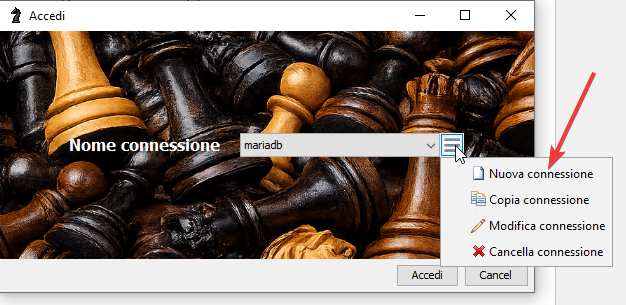 Accedi
Nome connessione
mariadb
Nuova connessione
Copia connessione
Modifica connessione
Cancella connessione
Accedi
Cancel